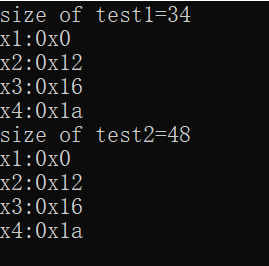 size of test1=34
x1:0x0
x2:0x12
x3:0x16
x4:0x1a
size of test2=48
x1:0x0
x2:0x12
x3:0x16
x4:0x1a